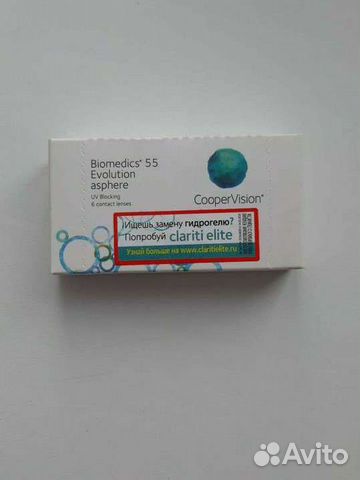 Biomedics® 55
Evolution
asphere
UV Blocking
6 contact lenses
CooperVision®
Ищешь замену гидрогелю?
Попробуй clariti elite
Узнай больше на www.claritielite.ru
Avito